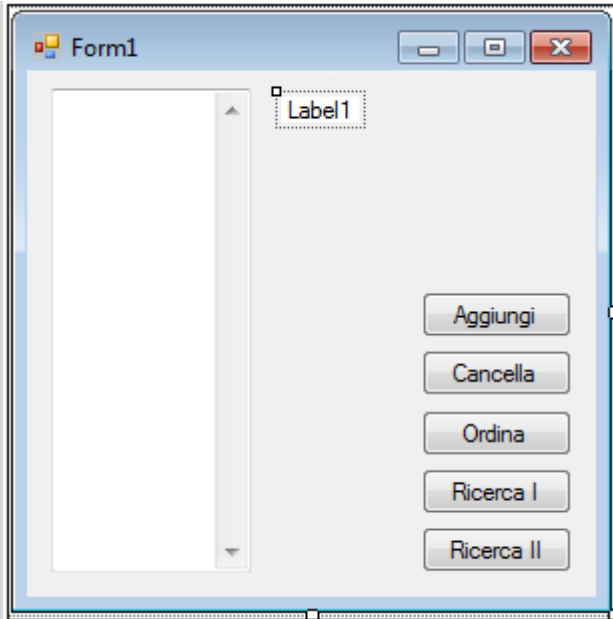 Form1
Label1
Aggiungi
Cancella
Ordina
Ricerca I
Ricerca II